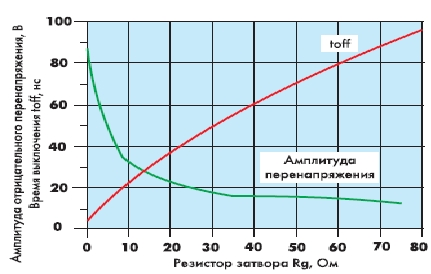 Амплитуда отрицательного перенапряжения, В
Время выключения toff, нс
100
80
60
40
20
0
toff
Амплитуда
перенапряжения
0 10 20 30 40 50 60 70 80
Резистор затвора Rg, Ом